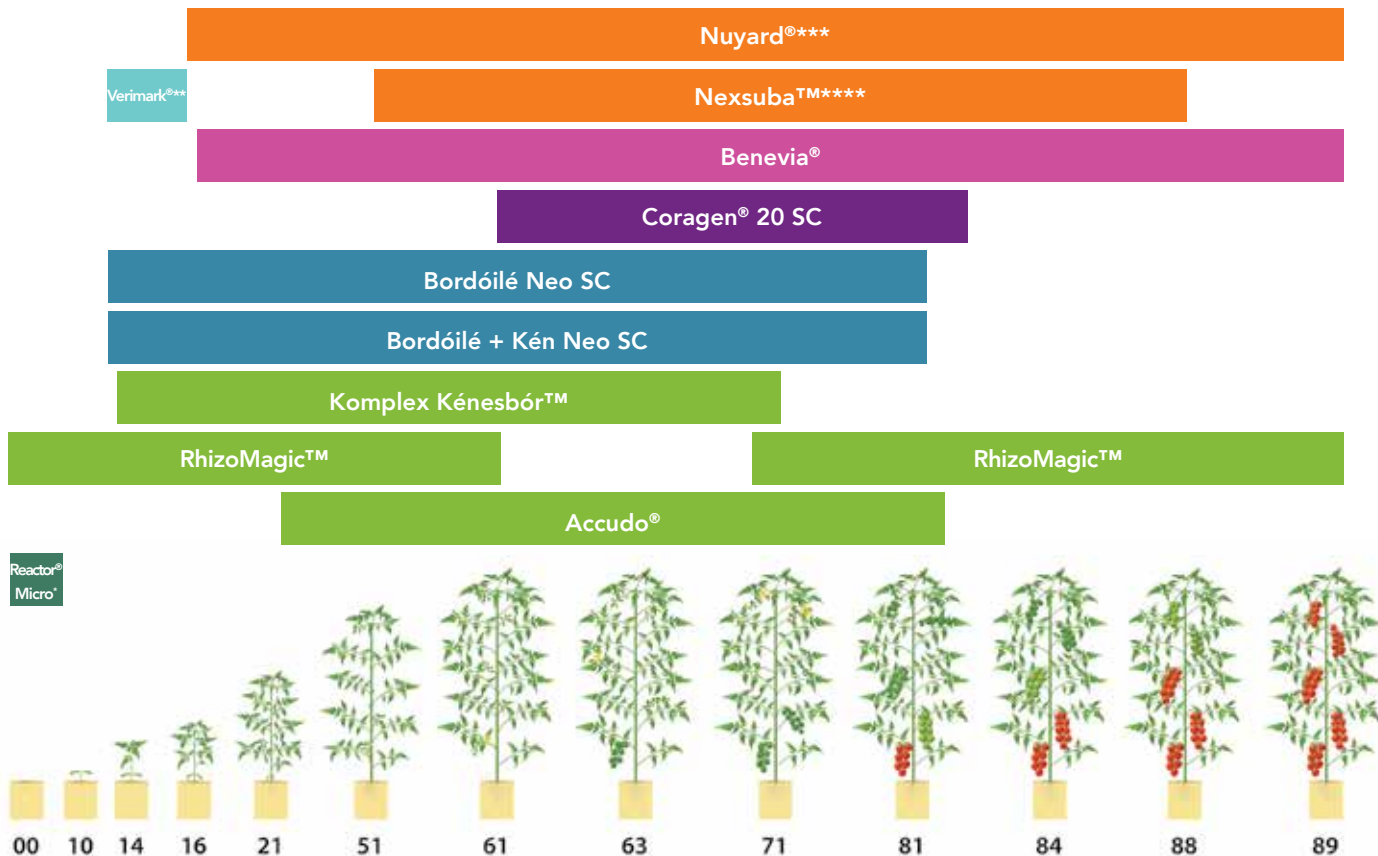 Nuyard®***
Verimark®**
Nexsuba™****
Benevia®
Coragen® 20 SC
Bordóilé Neo SC
Bordóilé + Kén Neo SC
Komplex Kénesbór™
RhizoMagic™ RhizoMagic™
Accudo®
Reactor®
Micro*
00 10 14 16 21 51 61 63 71 81 84 88 89